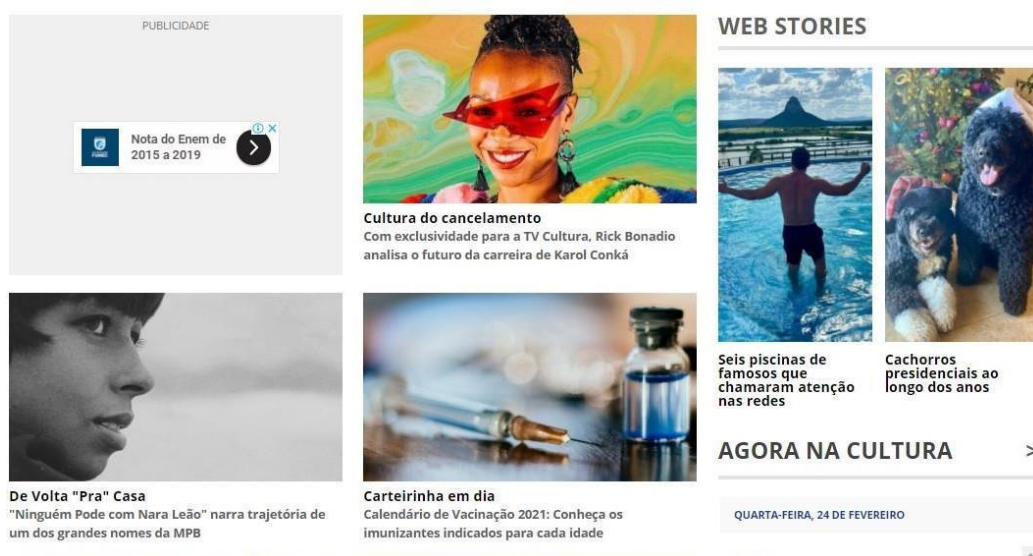 PUBLICIDADE
Nota do Enem de
2015 a 2019
Cultura do cancelamento
Com exclusividade para a TV Cultura, Rick Bonadio
analisa o futuro da carreira de Karol Conká
De Volta "Pra" Casa
"Ninguém Pode com Nara Leão" narra trajetória de
um dos grandes nomes da MPB
Carteirinha em dia
Calendário de Vacinação 2021: Conheça os
imunizantes indicados para cada idade
WEB STORIES
Seis piscinas de
famosos que
chamaram atenção
nas redes
Cachorros
presidenciais ao
longo dos anos
AGORA NA CULTURA >
QUARTA-FEIRA, 24 DE FEVEREIRO